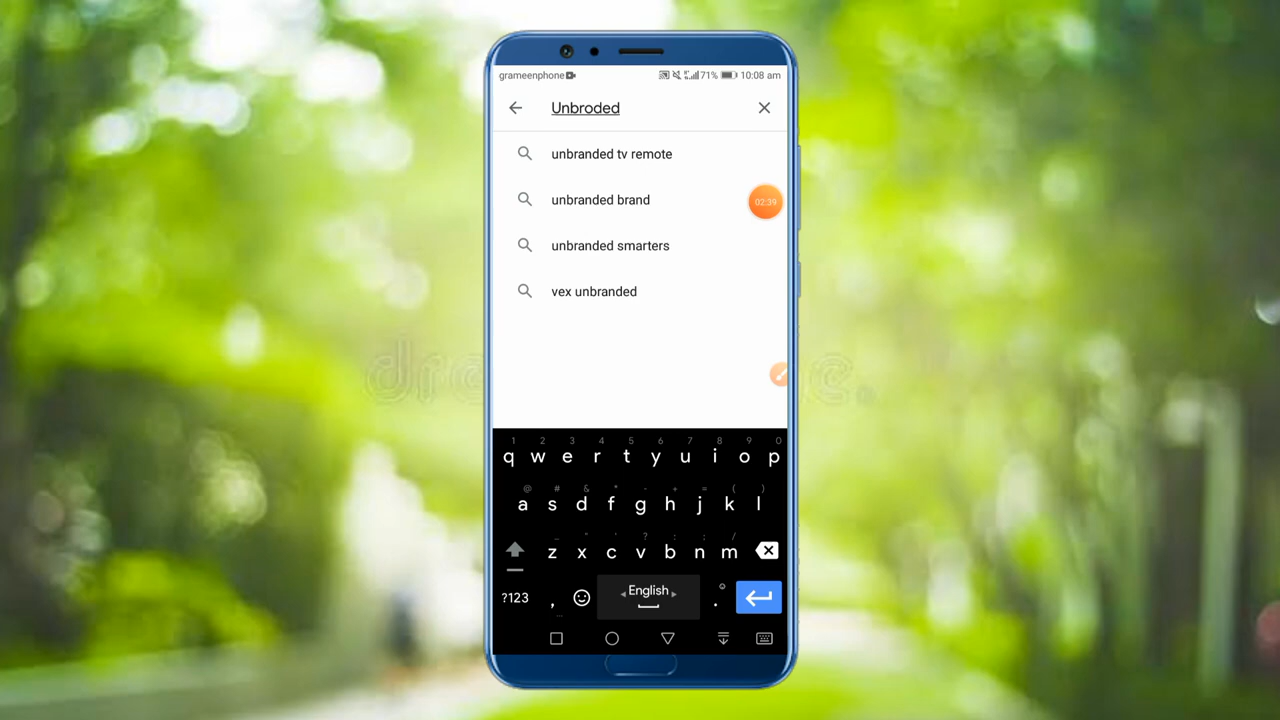 grameenphone 71% 10:08 am
Unbroded
unbranded tv remote
unbranded brand
02:39
unbranded smarters
vex unbranded
1 2 3 4 5 6 7 8 9 0
q w e r t y u i o p
@ # & * - + = ( )
a s d f g h j k l
_ " ' ? ! ; /
z x c v b n m
?123 , English .